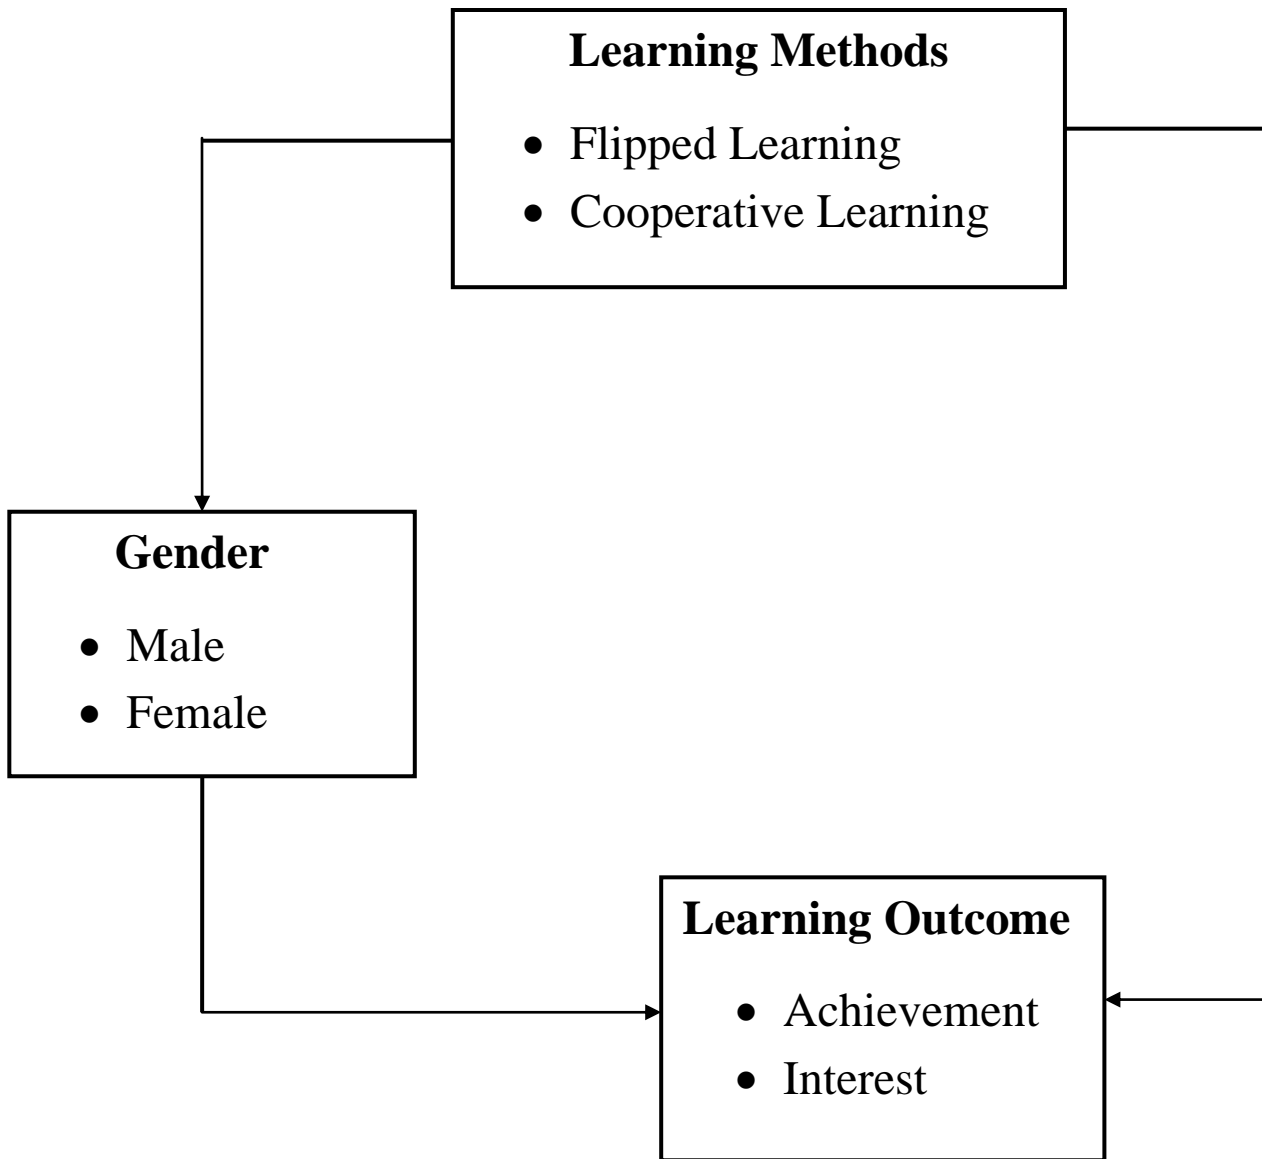 Learning Methods
• Flipped Learning
• Cooperative Learning
Gender
• Male
• Female
Learning Outcome
• Achievement
• Interest